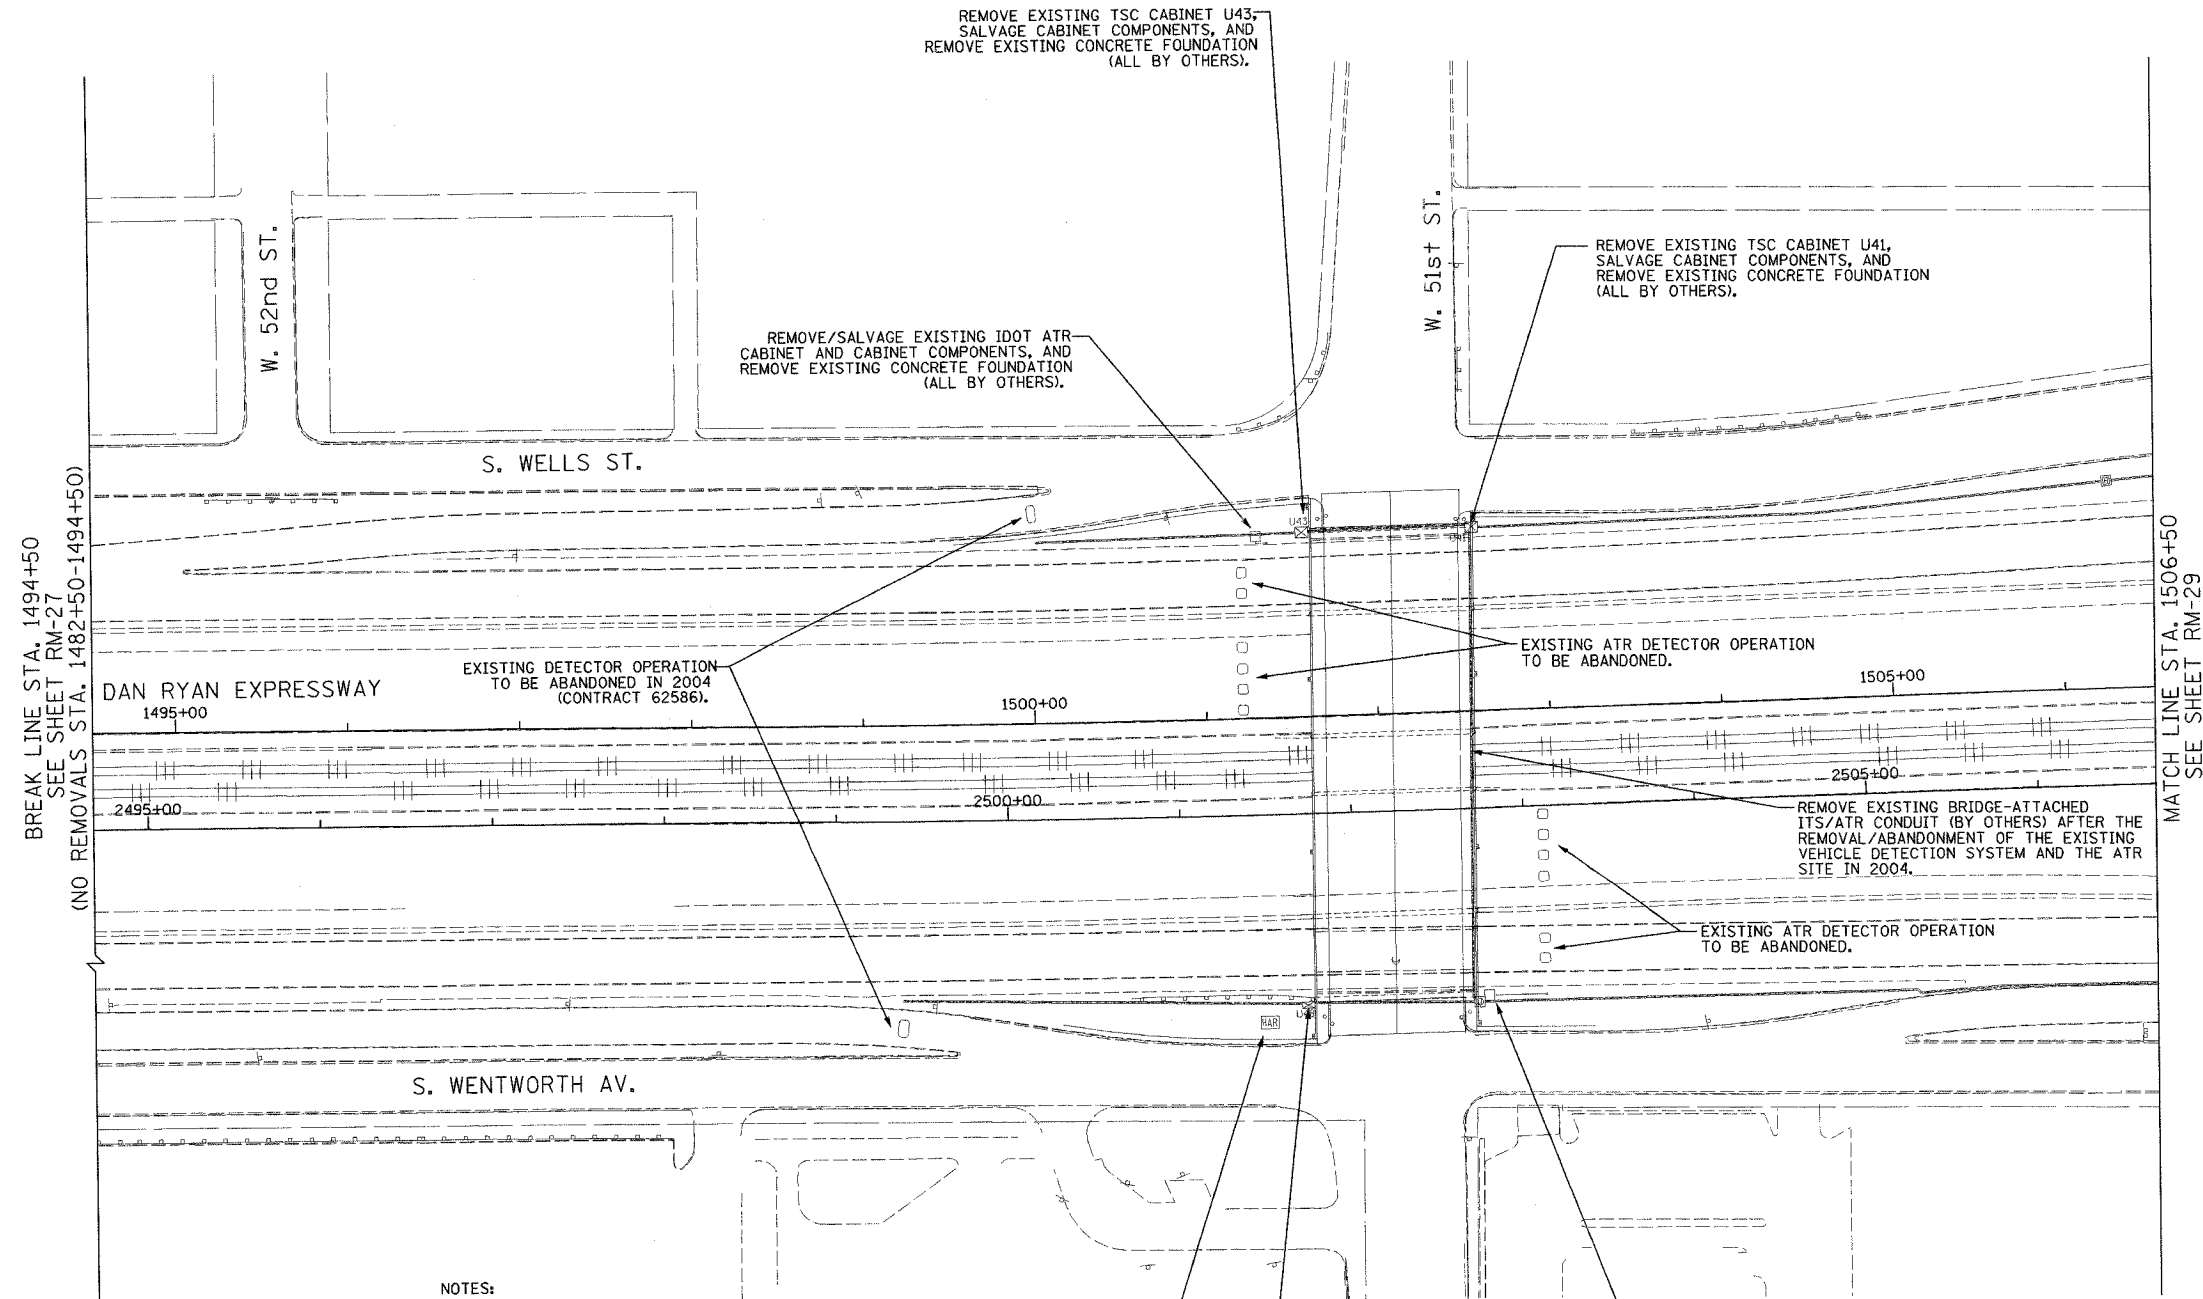 REMOVE EXISTING TSC CABINET U43,
SALVAGE CABINET COMPONENTS, AND
REMOVE EXISTING CONCRETE FOUNDATION
(ALL BY OTHERS).
W. 52nd ST.
W. 51st ST.
REMOVE EXISTING TSC CABINET U41,
SALVAGE CABINET COMPONENTS, AND
REMOVE EXISTING CONCRETE FOUNDATION
(ALL BY OTHERS).
REMOVE/SALVAGE EXISTING IDOT ATR
CABINET AND CABINET COMPONENTS, AND
REMOVE EXISTING CONCRETE FOUNDATION
(ALL BY OTHERS).
S. WELLS ST.
U43
BREAK LINE STA. 1494+50
SEE SHEET RM-27
(NO REMOVALS STA. 1482+50-1494+50)
MATCH LINE STA. 1506+50
SEE SHEET RM-29
EXISTING ATR DETECTOR OPERATION
TO BE ABANDONED.
EXISTING DETECTOR OPERATION
TO BE ABANDONED IN 2004
(CONTRACT 62586).
DAN RYAN EXPRESSWAY
1495+00
1500+00
1505+00
2495+00
2500+00
2505+00
REMOVE EXISTING BRIDGE-ATTACHED
ITS/ATR CONDUIT (BY OTHERS) AFTER THE
REMOVAL/ABANDONMENT OF THE EXISTING
VEHICLE DETECTION SYSTEM AND THE ATR
SITE IN 2004.
EXISTING ATR DETECTOR OPERATION
TO BE ABANDONED.
HAR
S. WENTWORTH AV.
NOTES: